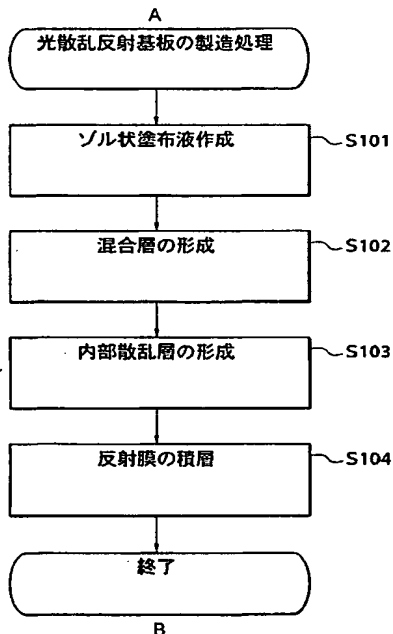 A
光散乱反射基板の製造処理
ゾル状塗布液作成
S101
混合層の形成
S102
内部散乱層の形成
S103
反射膜の積層
S104
終了
B